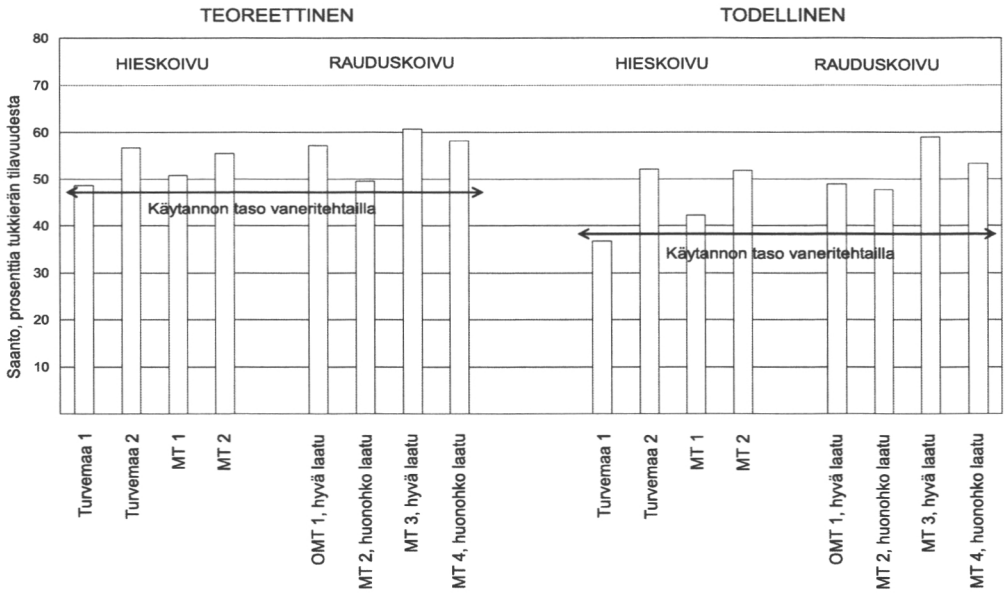 TEOREETTINEN
TODELLINEN
Saanto, prosenttia tukkierän tilavuudesta
80
70
60
50
40
30
20
10
HIESKOIVU
RAUDUSKOIVU
HIESKOIVU
RAUDUSKOIVU
Käytannon taso vaneritehtailla
Käytannon taso vaneritehtailla
Turvemaa 1
Turvemaa 2
MT 1
MT 2
OMT 1, hyvä laatu
MT 2, huonohko laatu
MT 3, hyvä laatu
MT 4, huonohko laatu
Turvemaa 1
Turvemaa 2
MT 1
MT 2
OMT 1, hyvä laatu
MT 2, huonohko laatu
MT 3, hyvä laatu
MT 4, huonohko laatu